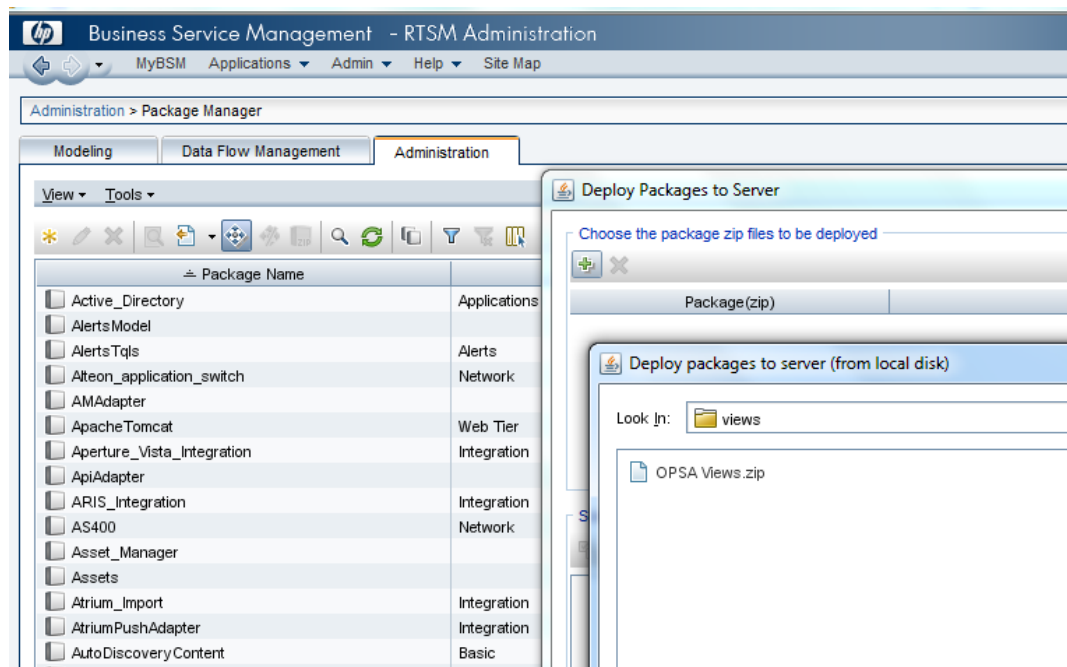 hp Business Service Management - RTSM Administration
MyBSM Applications Admin Help Site Map
Administration > Package Manager
Modeling Data Flow Management Administration
View Tools
Package Name
Active_Directory Applications
AlertsModel
AlertsTqls Alerts
Alteon_application_switch Network
AMAdapter
ApacheTomcat Web Tier
Aperture_Vista_Integration Integration
ApiAdapter
ARIS_Integration Integration
AS400 Network
Asset_Manager
Assets
Atrium_Import Integration
AtriumPushAdapter Integration
AutoDiscoveryContent Basic
Deploy Packages to Server
Choose the package zip files to be deployed
Package(zip)
S
Deploy packages to server (from local disk)
Look In: views
OPSA Views.zip